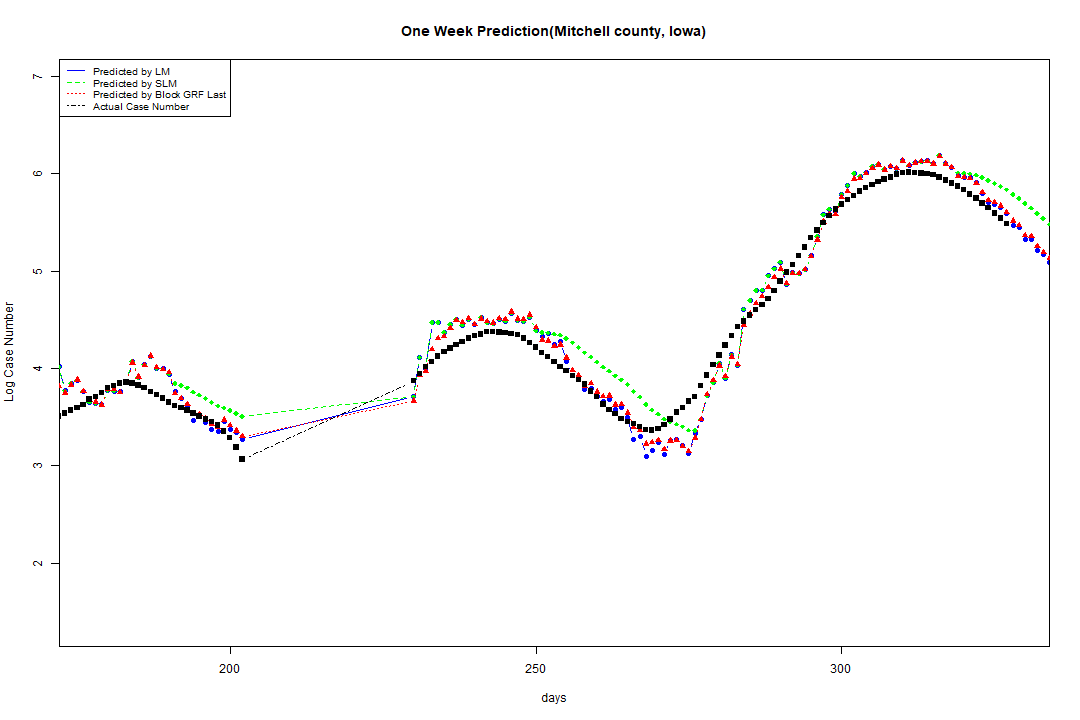 One Week Prediction(Mitchell county, Iowa)
Predicted by LM
Predicted by SLM
Predicted by Block GRF Last
Actual Case Number
7
6
5
4
3
2
Log Case Number
200
250
300
days